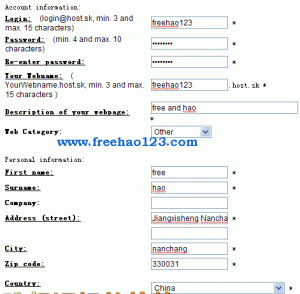 Account information:
Login: (login@host.sk, min. 3 and max. 15 characters) freehao123 *
Password: (min. 4 and max. 10 characters) •••••••• *
Re-enter password: •••••••• *
Your Webname: ( YourWebname.host.sk, min. 3 and max. 15 characters ) freehao123 .host.sk *
Description of your webpage: free and hao *
Web Category: Other
www.freehao123.com
Personal information:
First name: free *
Surname: hao *
Company:
Address (street): Jiangxisheng Nancha *
City: nanchang *
Zip code: 330031 *
Country: China *